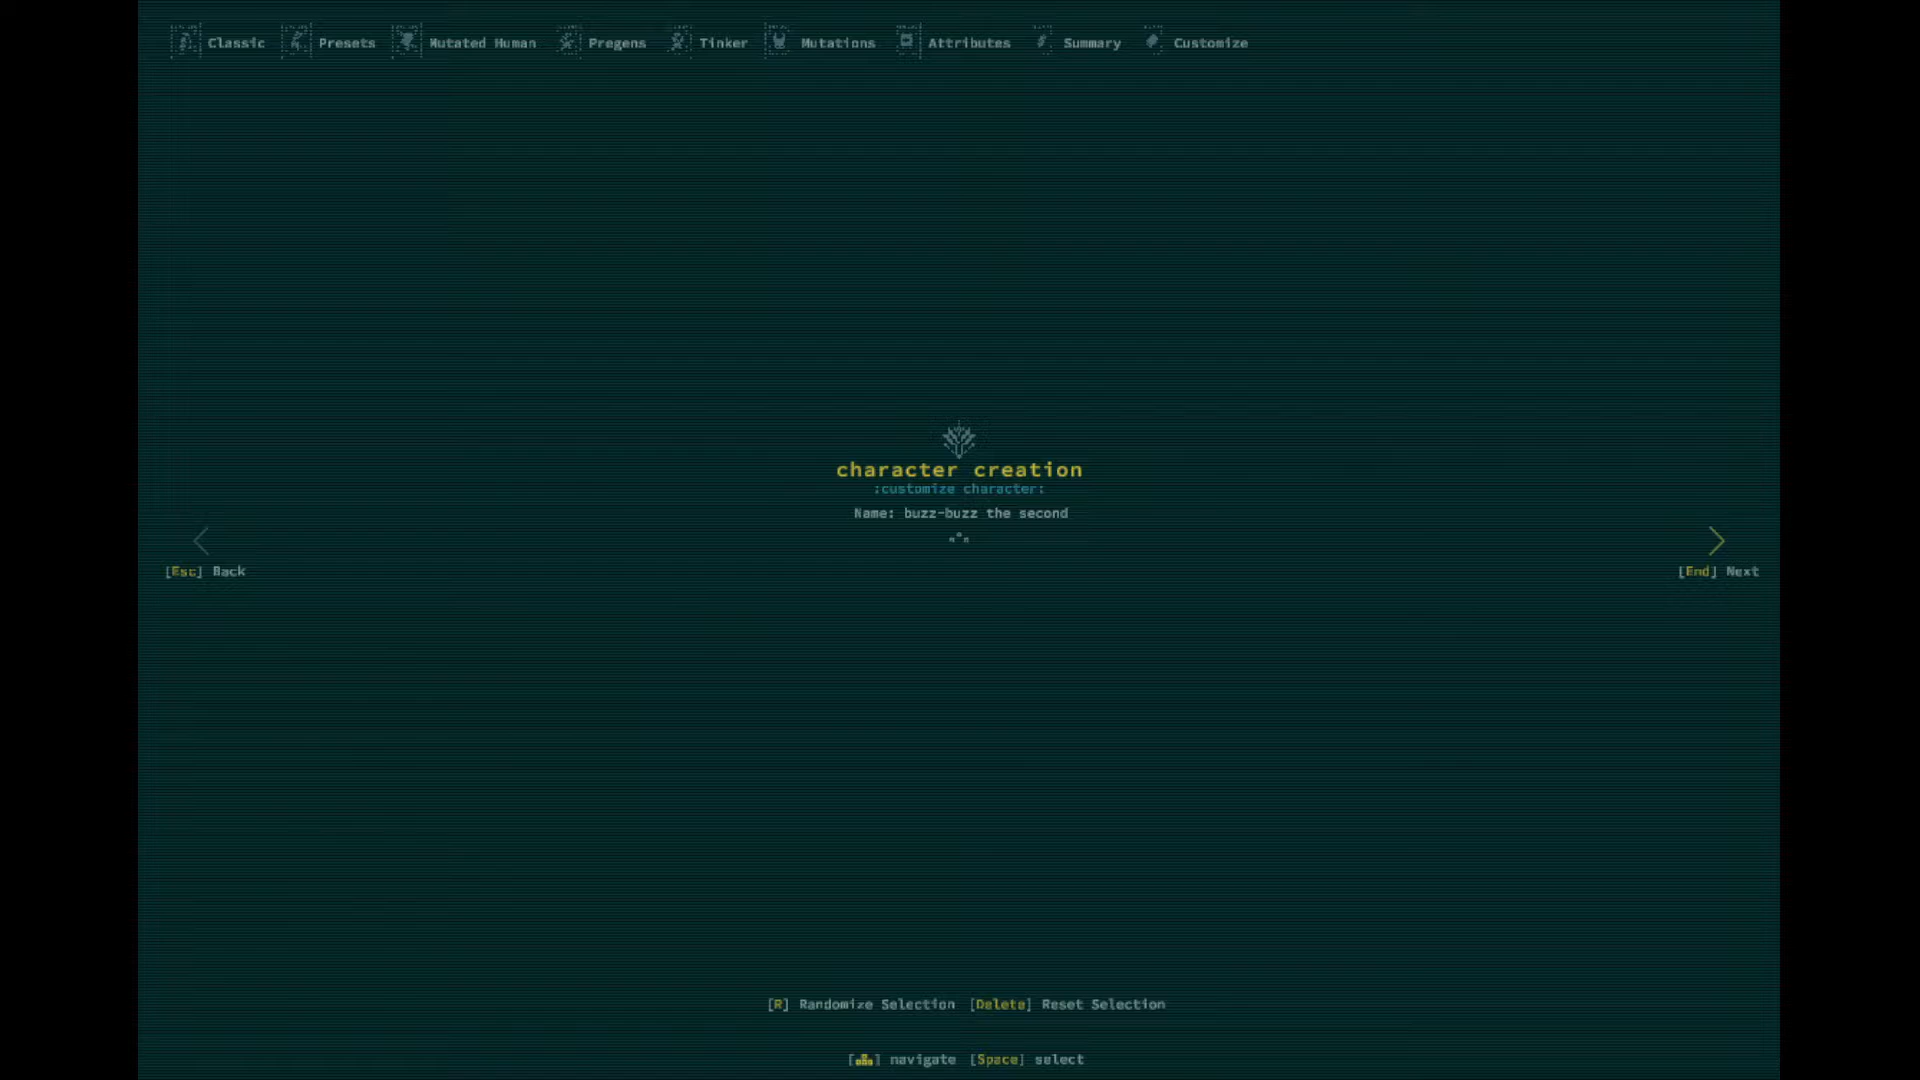 Classic Presets Mutated Human Pregens Tinker Mutations Attributes Summary Customize
character creation
:customize character:
Name: buzz-buzz the second
[Esc] Back
[End] Next
[R] Randomize Selection [Delete] Reset Selection
navigate [Space] select